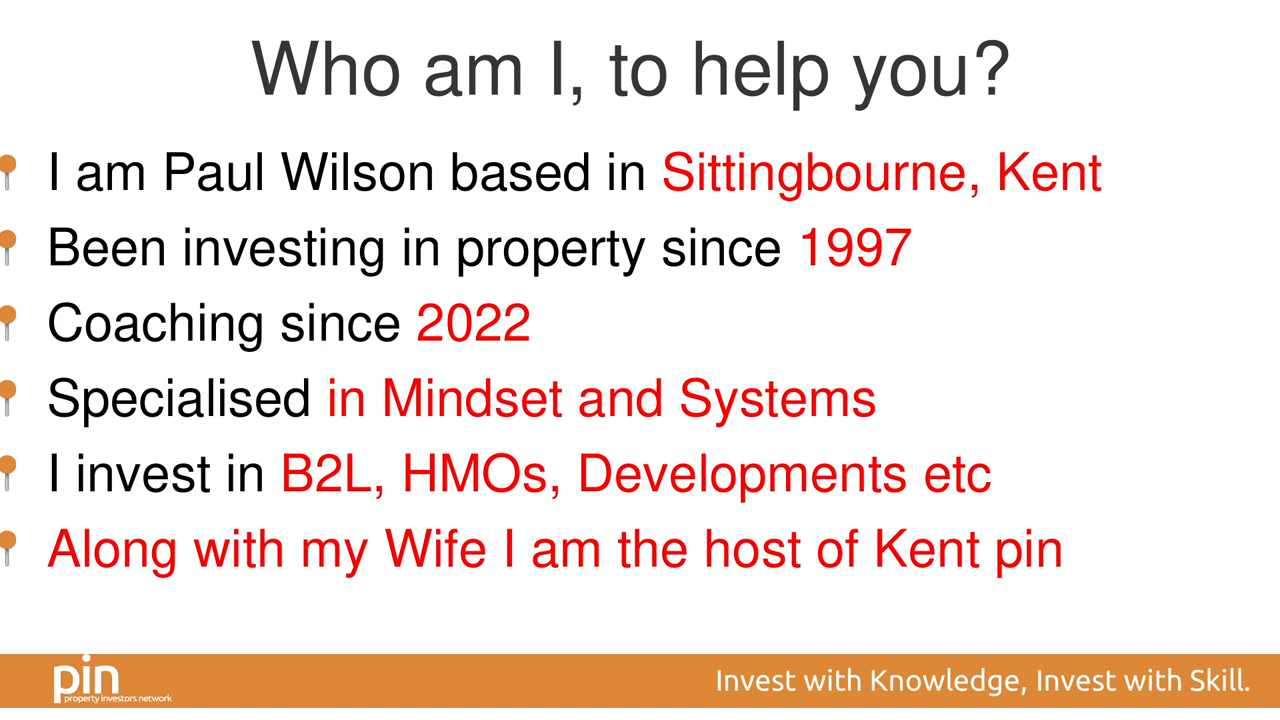 Who am I, to help you?
I am Paul Wilson based in Sittingbourne, Kent
Been investing in property since 1997
Coaching since 2022
Specialised in Mindset and Systems
I invest in B2L, HMOs, Developments etc
Along with my Wife I am the host of Kent pin
pin
property investors network
Invest with Knowledge, Invest with Skill.